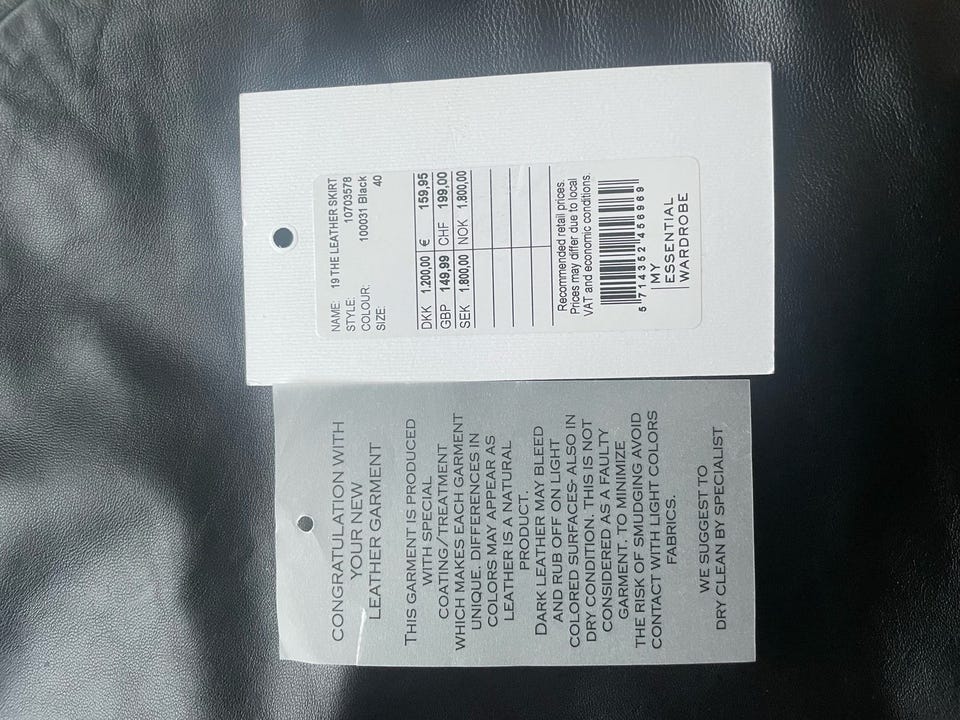 NAME: 19 THE LEATHER SKIRT
STYLE: 10703578
COLOUR: 100031 Black
SIZE: 40
DKK 1.200,00 € 159,95
GBP 149,99 CHF 199,00
SEK 1.800,00 NOK 1.800,00
Recommended retail prices.
Prices may differ due to local
VAT and economic conditions.
5 714352 456969
MY
ESSENTIAL
WARDROBE
CONGRATULATION WITH
YOUR NEW
LEATHER GARMENT
THIS GARMENT IS PRODUCED
WITH SPECIAL
COATING/TREATMENT
WHICH MAKES EACH GARMENT
UNIQUE. DIFFERENCES IN
COLORS MAY APPEAR AS
LEATHER IS A NATURAL
PRODUCT.
DARK LEATHER MAY BLEED
AND RUB OFF ON LIGHT
COLORED SURFACES- ALSO IN
DRY CONDITION. THIS IS NOT
CONSIDERED AS A FAULTY
GARMENT. TO MINIMIZE
THE RISK OF SMUDGING AVOID
CONTACT WITH LIGHT COLORS
FABRICS.
WE SUGGEST TO
DRY CLEAN BY SPECIALIST